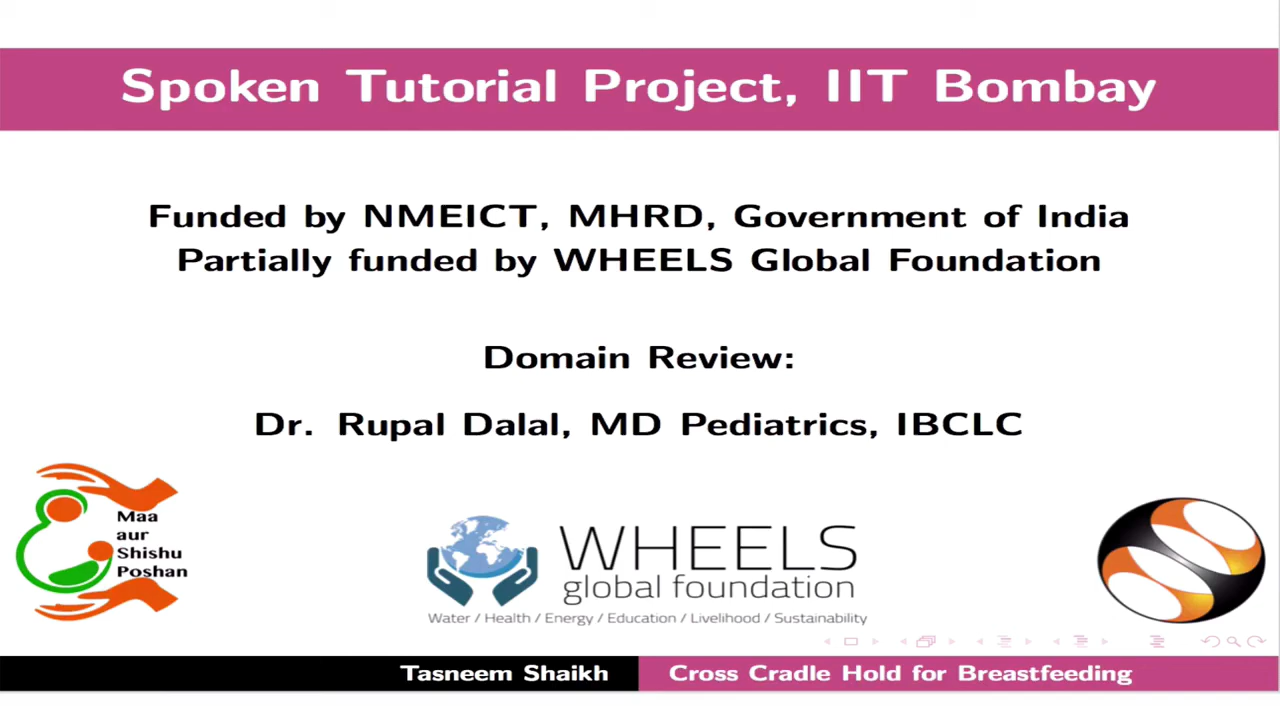 Spoken Tutorial Project, IIT Bombay
Funded by NMEICT, MHRD, Government of India
Partially funded by WHEELS Global Foundation
Domain Review:
Dr. Rupal Dalal, MD Pediatrics, IBCLC
Maa
aur
Shishu
Poshan
WHEELS
global foundation
Water / Health / Energy / Education / Livelihood / Sustainability
Tasneem Shaikh
Cross Cradle Hold for Breastfeeding